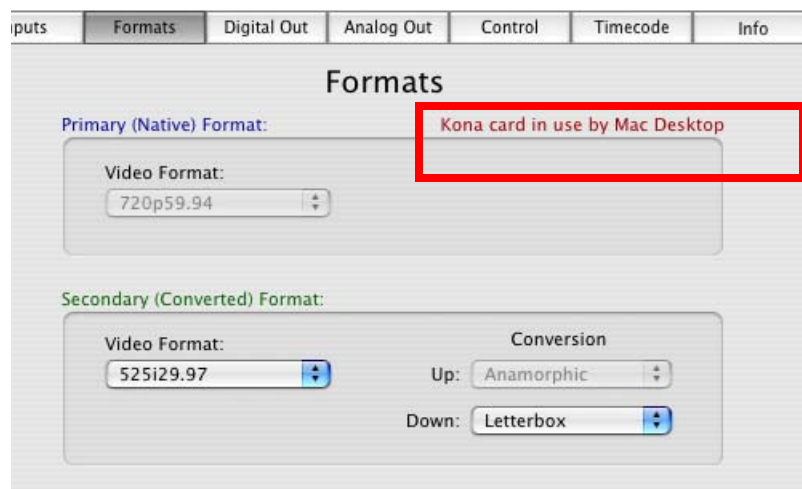 Formats Digital Out Analog Out Control Timecode Info
Formats
Primary (Native) Format: Kona card in use by Mac Desktop
Video Format:
720p59.94
Secondary (Converted) Format:
Video Format: Conversion
525i29.97 Up: Anamorphic
Down: Letterbox